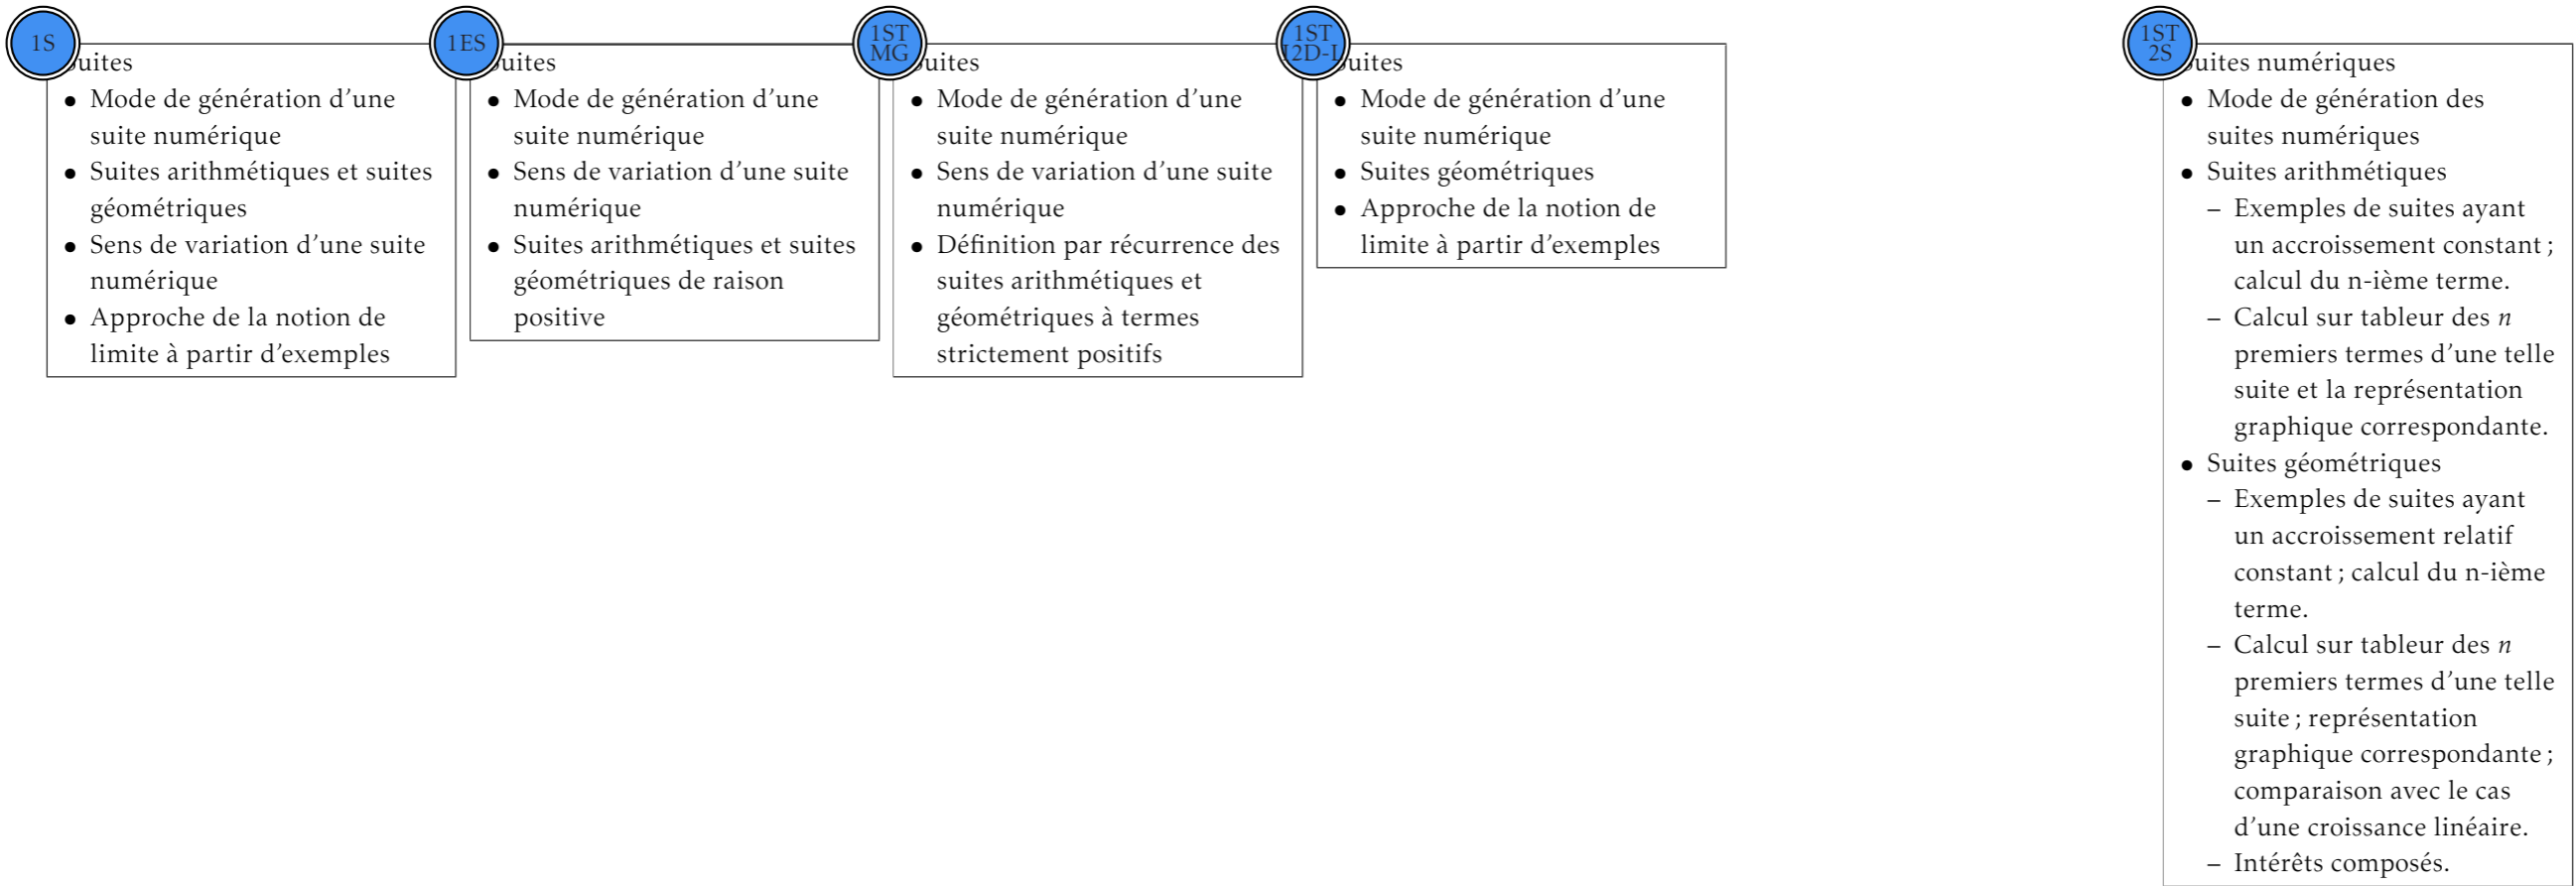 1S
Suites
• Mode de génération d'une
suite numérique
• Suites arithmétiques et suites
géométriques
• Sens de variation d'une suite
numérique
• Approche de la notion de
limite à partir d'exemples
1ES
Suites
• Mode de génération d'une
suite numérique
• Sens de variation d'une suite
numérique
• Suites arithmétiques et suites
géométriques de raison
positive
1ST
MG
Suites
• Mode de génération d'une
suite numérique
• Sens de variation d'une suite
numérique
• Définition par récurrence des
suites arithmétiques et
géométriques à termes
strictement positifs
1ST
I2D-L
Suites
• Mode de génération d'une
suite numérique
• Suites géométriques
• Approche de la notion de
limite à partir d'exemples
1ST
2S
Suites numériques
• Mode de génération des
suites numériques
• Suites arithmétiques
– Exemples de suites ayant
un accroissement constant ;
calcul du n-ième terme.
– Calcul sur tableur des n
premiers termes d'une telle
suite et la représentation
graphique correspondante.
• Suites géométriques
– Exemples de suites ayant
un accroissement relatif
constant ; calcul du n-ième
terme.
– Calcul sur tableur des n
premiers termes d'une telle
suite ; représentation
graphique correspondante ;
comparaison avec le cas
d'une croissance linéaire.
– Intérêts composés.